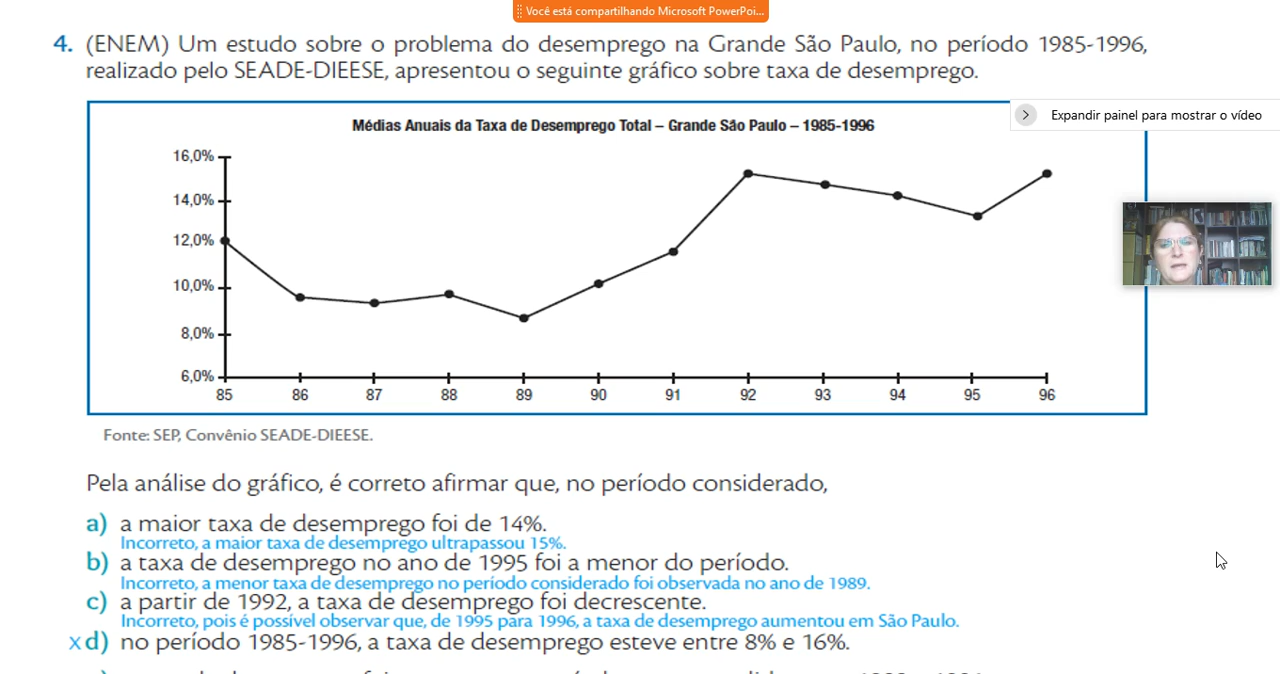 Você está compartilhando Microsoft PowerPoi...
4. (ENEM) Um estudo sobre o problema do desemprego na Grande São Paulo, no período 1985-1996,
realizado pelo SEADE-DIEESE, apresentou o seguinte gráfico sobre taxa de desemprego.
Expandir painel para mostrar o vídeo
Médias Anuais da Taxa de Desemprego Total – Grande São Paulo – 1985-1996
16,0%
14,0%
12,0%
10,0%
8,0%
6,0%
85 86 87 88 89 90 91 92 93 94 95 96
Fonte: SEP, Convênio SEADE-DIEESE.
Pela análise do gráfico, é correto afirmar que, no período considerado,
a) a maior taxa de desemprego foi de 14%.
Incorreto, a maior taxa de desemprego ultrapassou 15%.
b) a taxa de desemprego no ano de 1995 foi a menor do período.
Incorreto, a menor taxa de desemprego no período considerado foi observada no ano de 1989.
c) a partir de 1992, a taxa de desemprego foi decrescente.
Incorreto, pois é possível observar que, de 1995 para 1996, a taxa de desemprego aumentou em São Paulo.
x d) no período 1985-1996, a taxa de desemprego esteve entre 8% e 16%.